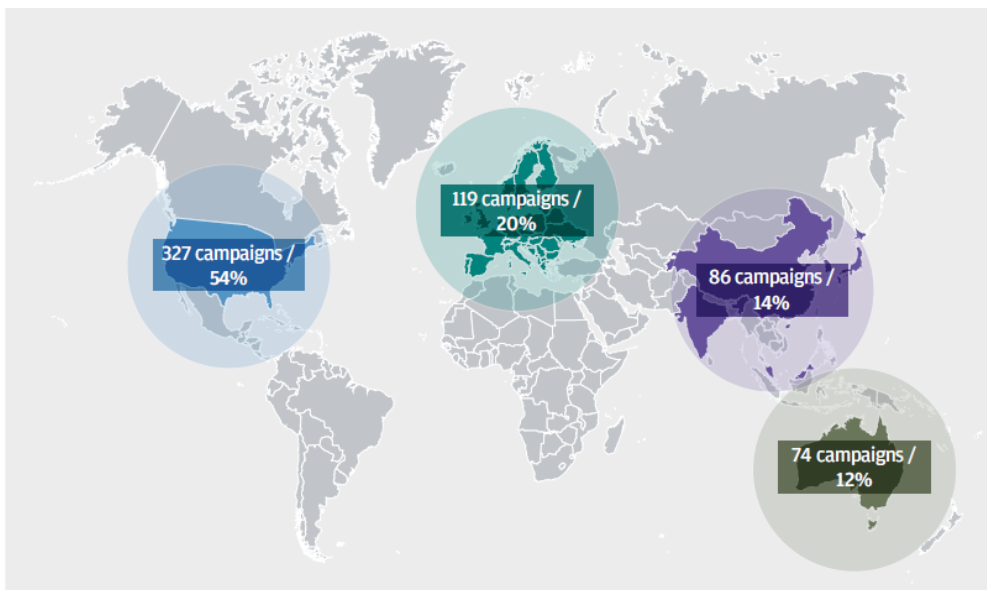 119 campaigns /
20%
327 campaigns /
54%
86 campaigns /
14%
74 campaigns /
12%